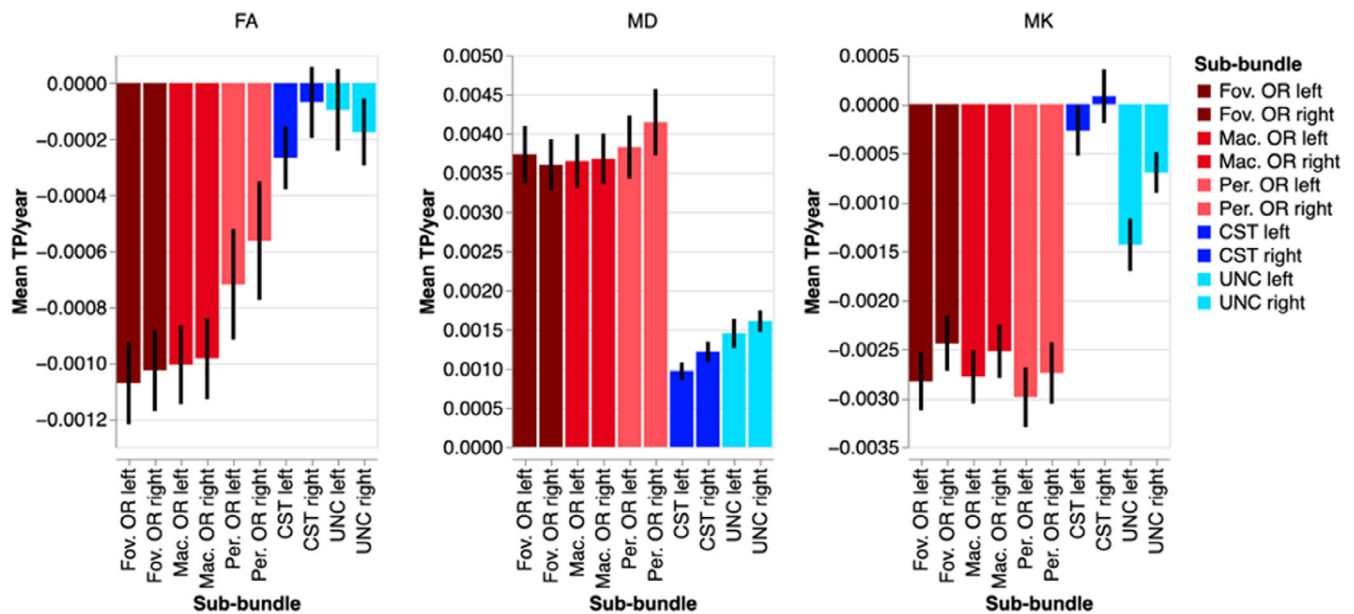 FA
MD
MK
0.0000
−0.0002
−0.0004
−0.0006
−0.0008
−0.0010
−0.0012
Mean TP/year
Fov. OR left
Fov. OR right
Mac. OR left
Mac. OR right
Per. OR left
Per. OR right
CST left
CST right
UNC left
UNC right
Sub-bundle
0.0050
0.0045
0.0040
0.0035
0.0030
0.0025
0.0020
0.0015
0.0010
0.0005
0.0000
Mean TP/year
Fov. OR left
Fov. OR right
Mac. OR left
Mac. OR right
Per. OR left
Per. OR right
CST left
CST right
UNC left
UNC right
Sub-bundle
0.0005
0.0000
−0.0005
−0.0010
−0.0015
−0.0020
−0.0025
−0.0030
−0.0035
Mean TP/year
Fov. OR left
Fov. OR right
Mac. OR left
Mac. OR right
Per. OR left
Per. OR right
CST left
CST right
UNC left
UNC right
Sub-bundle
Sub-bundle
Fov. OR left
Fov. OR right
Mac. OR left
Mac. OR right
Per. OR left
Per. OR right
CST left
CST right
UNC left
UNC right